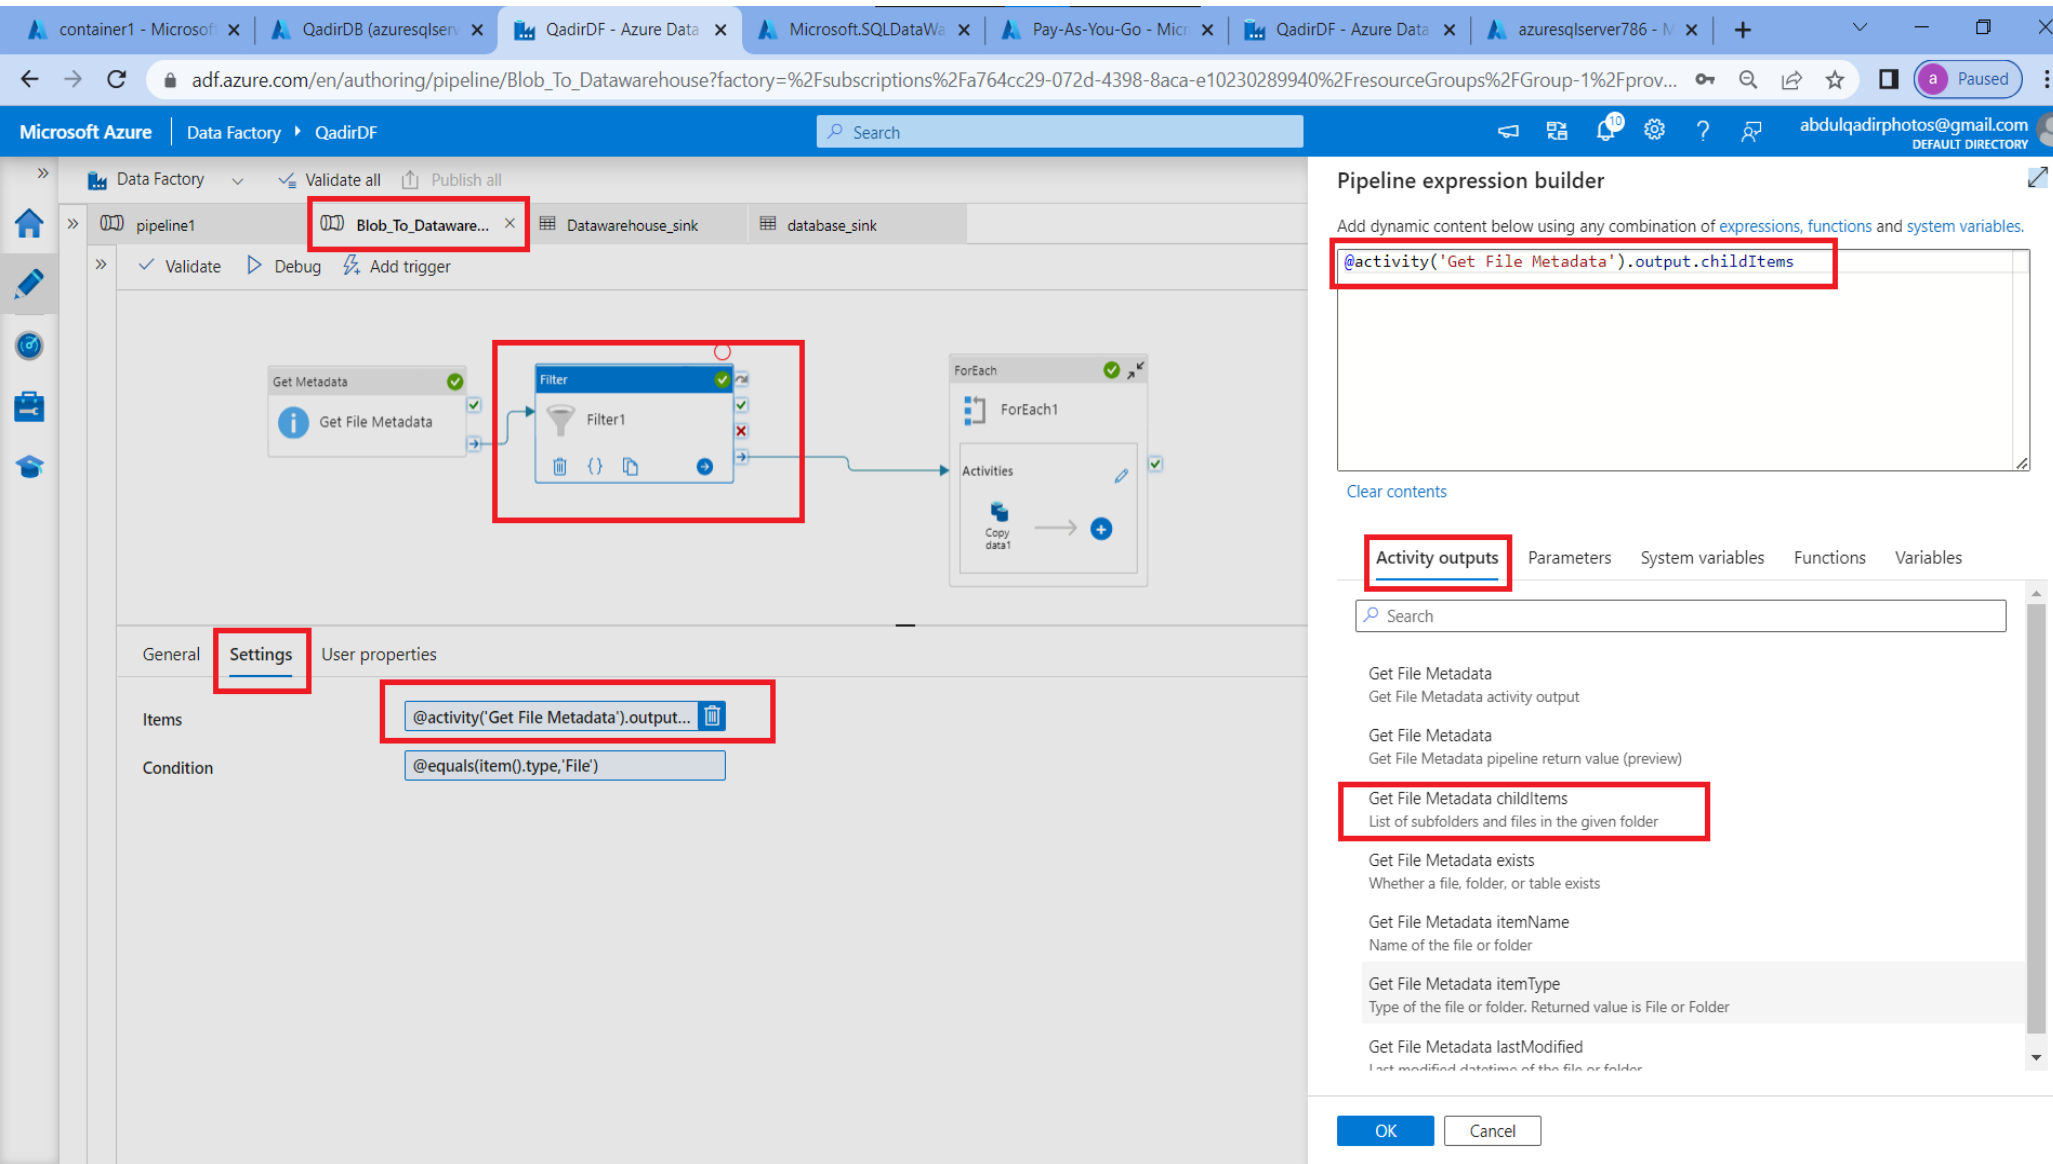 container1 - Microsof
QadirDB (azuresqlserv
QadirDF - Azure Data
Microsoft.SQLDataWa
Pay-As-You-Go - Micr
QadirDF - Azure Data
azuresqlserver786 - M
adf.azure.com/en/authoring/pipeline/Blob_To_Datawarehouse?factory=%2Fsubscriptions%2Fa764cc29-072d-4398-8aca-e10230289940%2FresourceGroups%2FGroup-1%2Fprov...
a Paused
Microsoft Azure
Data Factory
QadirDF
Search
10
abdulqadirphotos@gmail.com
DEFAULT DIRECTORY
Data Factory
Validate all
Publish all
pipeline1
Blob_To_Dataware...
Datawarehouse_sink
database_sink
Validate
Debug
Add trigger
Get Metadata
Get File Metadata
Filter
Filter1
ForEach
ForEach1
Activities
Copy
data1
General
Settings
User properties
Items
@activity('Get File Metadata').output...
Condition
@equals(item().type,'File')
Pipeline expression builder
Add dynamic content below using any combination of expressions, functions and system variables.
@activity('Get File Metadata').output.childItems
Clear contents
Activity outputs
Parameters
System variables
Functions
Variables
Search
Get File Metadata
Get File Metadata activity output
Get File Metadata
Get File Metadata pipeline return value (preview)
Get File Metadata childItems
List of subfolders and files in the given folder
Get File Metadata exists
Whether a file, folder, or table exists
Get File Metadata itemName
Name of the file or folder
Get File Metadata itemType
Type of the file or folder. Returned value is File or Folder
Get File Metadata lastModified
Last modified datetime of the file or folder
OK
Cancel